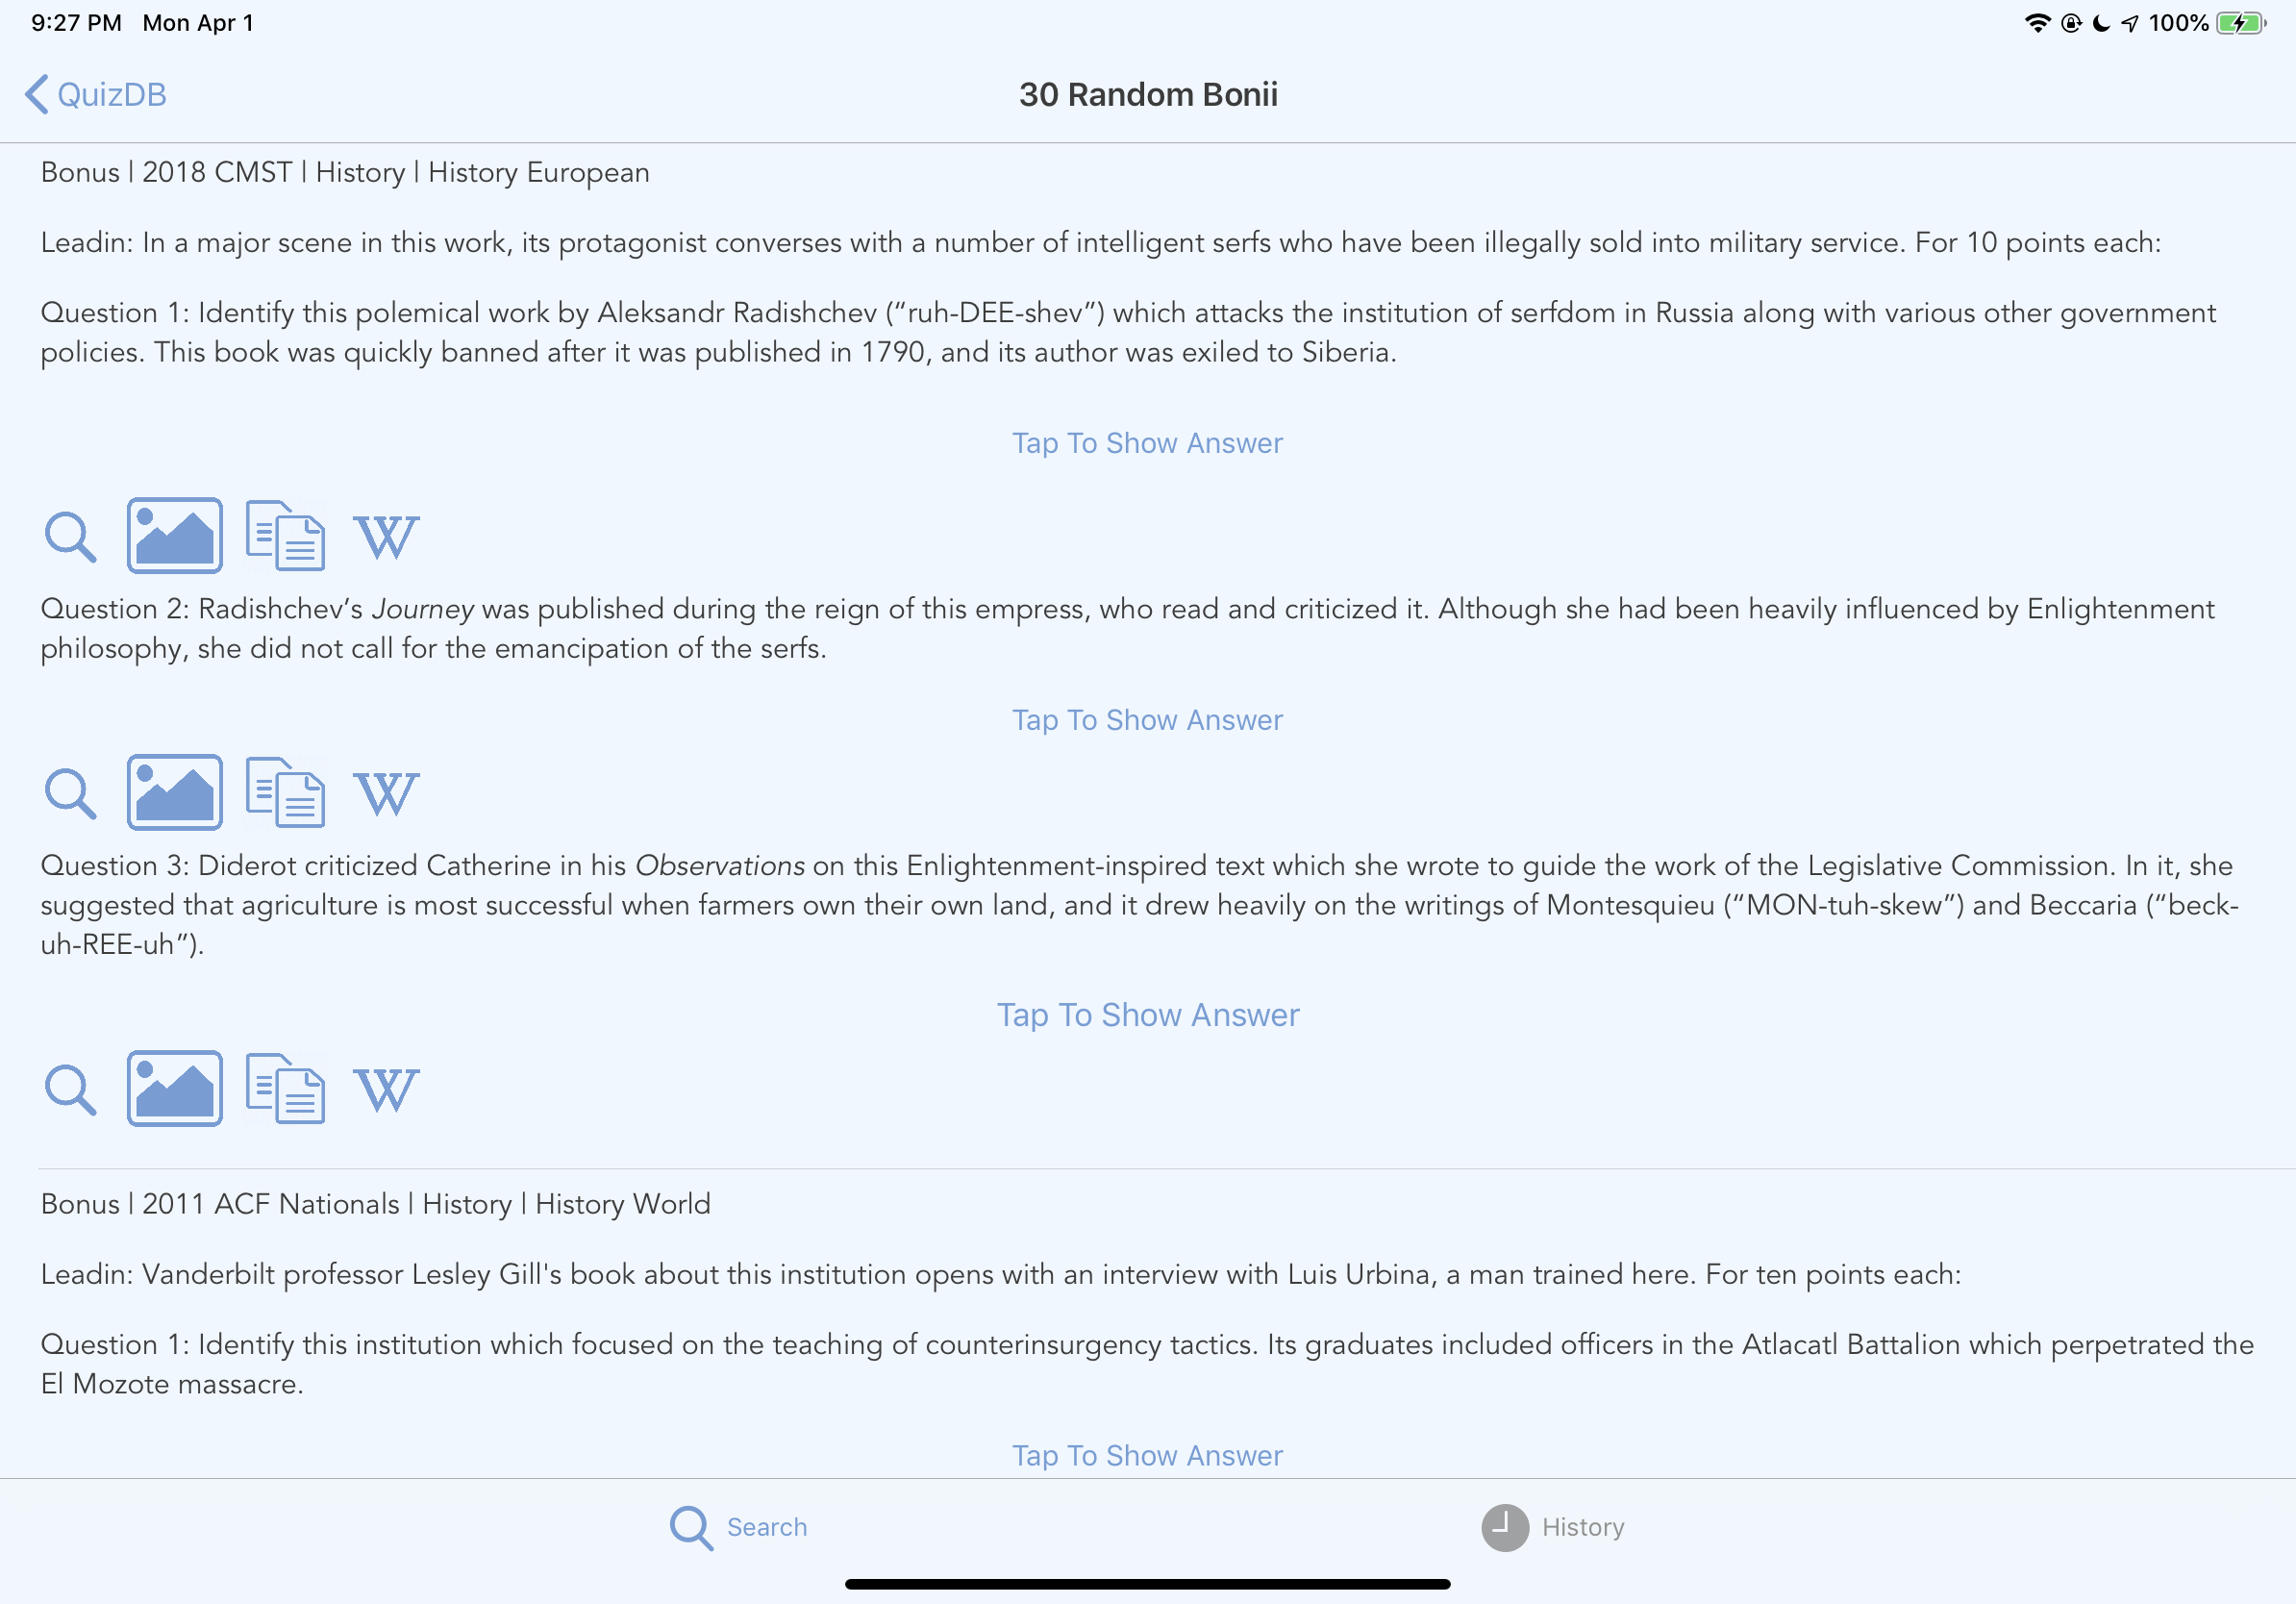 9:27 PM Mon Apr 1
100%
QuizDB
30 Random Bonii
Bonus | 2018 CMST | History | History European
Leadin: In a major scene in this work, its protagonist converses with a number of intelligent serfs who have been illegally sold into military service. For 10 points each:
Question 1: Identify this polemical work by Aleksandr Radishchev (“ruh-DEE-shev”) which attacks the institution of serfdom in Russia along with various other government
policies. This book was quickly banned after it was published in 1790, and its author was exiled to Siberia.
Tap To Show Answer
W
Question 2: Radishchev’s Journey was published during the reign of this empress, who read and criticized it. Although she had been heavily influenced by Enlightenment
philosophy, she did not call for the emancipation of the serfs.
Tap To Show Answer
W
Question 3: Diderot criticized Catherine in his Observations on this Enlightenment-inspired text which she wrote to guide the work of the Legislative Commission. In it, she
suggested that agriculture is most successful when farmers own their own land, and it drew heavily on the writings of Montesquieu (“MON-tuh-skew”) and Beccaria (“beck-
uh-REE-uh”).
Tap To Show Answer
W
Bonus | 2011 ACF Nationals | History | History World
Leadin: Vanderbilt professor Lesley Gill's book about this institution opens with an interview with Luis Urbina, a man trained here. For ten points each:
Question 1: Identify this institution which focused on the teaching of counterinsurgency tactics. Its graduates included officers in the Atlacatl Battalion which perpetrated the
El Mozote massacre.
Tap To Show Answer
Search
History